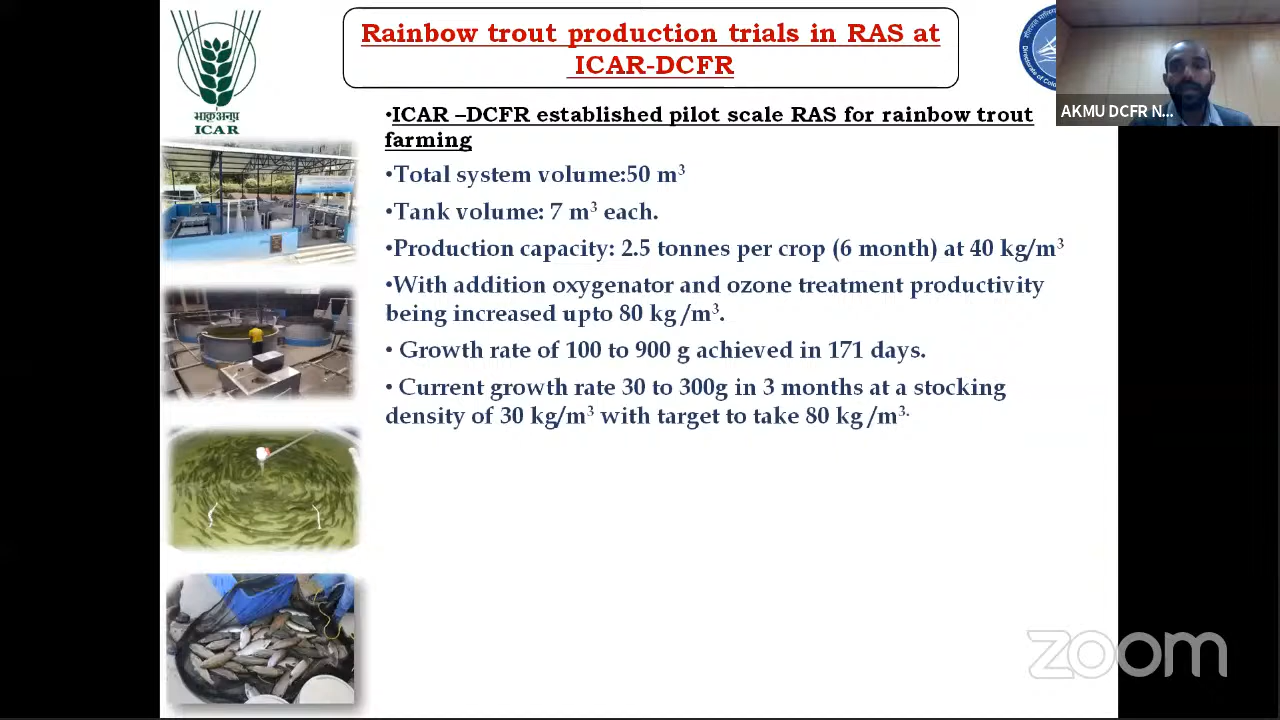 Rainbow trout production trials in RAS at
ICAR-DCFR
भाकृअनुप
ICAR
Directorate of Col
AKMU DCFR N...
•ICAR –DCFR established pilot scale RAS for rainbow trout
farming
•Total system volume:50 m³
•Tank volume: 7 m³ each.
•Production capacity: 2.5 tonnes per crop (6 month) at 40 kg/m³
•With addition oxygenator and ozone treatment productivity
being increased upto 80 kg /m³.
• Growth rate of 100 to 900 g achieved in 171 days.
• Current growth rate 30 to 300g in 3 months at a stocking
density of 30 kg/m³ with target to take 80 kg /m³.
zoom